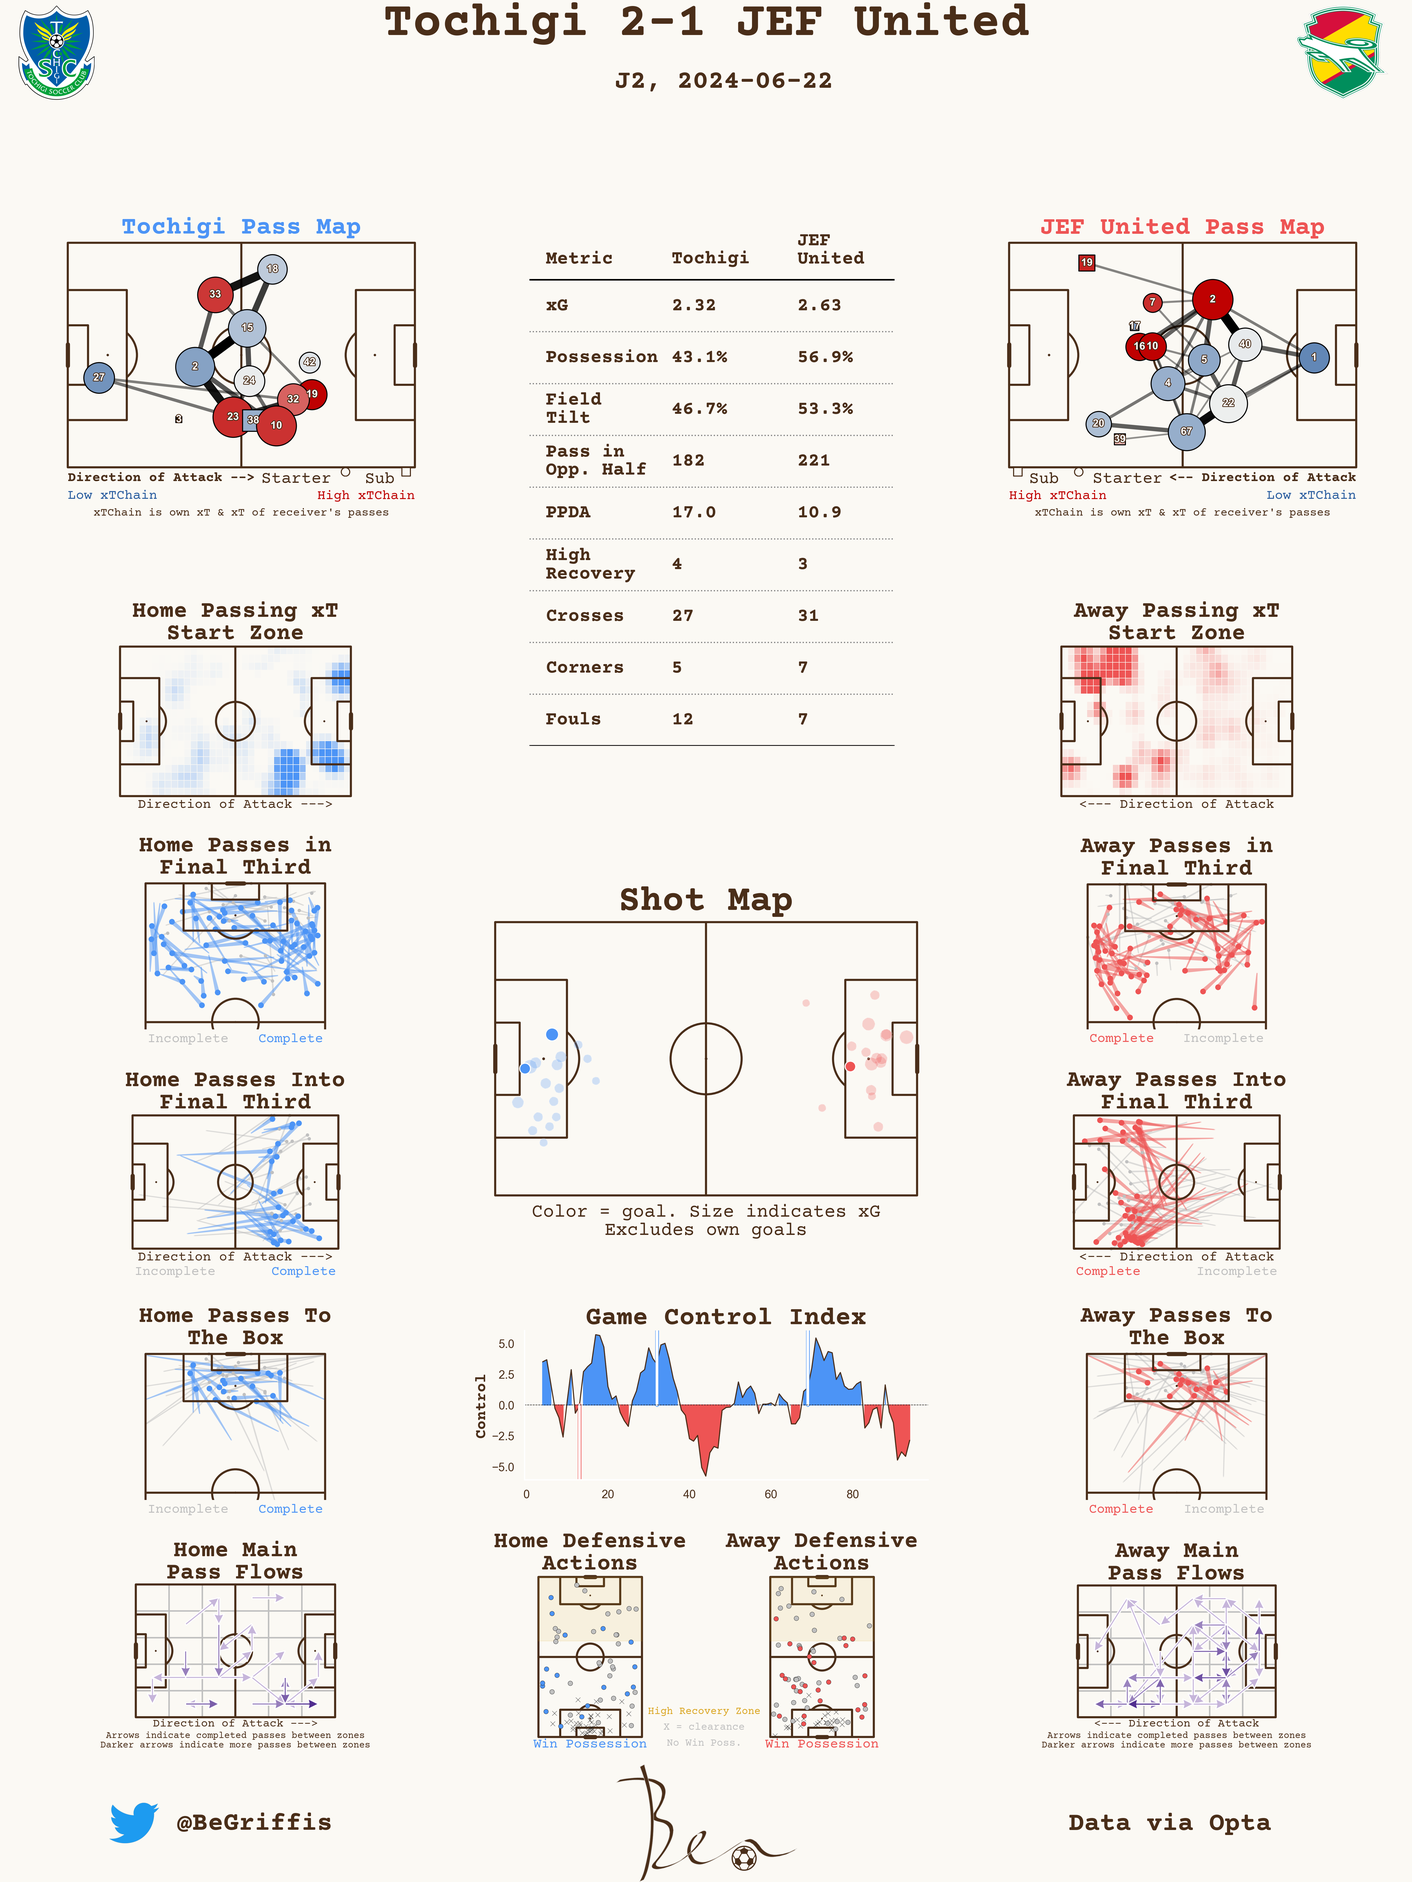 Tochigi 2-1 JEF United
J2, 2024-06-22
TOCHIGI SOCCER CLUB
Tochigi Pass Map
18
33
15
2
42
27
24
19
32
23
38
10
3
Direction of Attack --> Starter Sub
Low xTChain High xTChain
xTChain is own xT & xT of receiver's passes
Metric Tochigi JEF United
xG 2.32 2.63
Possession 43.1% 56.9%
Field Tilt 46.7% 53.3%
Pass in Opp. Half 182 221
PPDA 17.0 10.9
High Recovery 4 3
Crosses 27 31
Corners 5 7
Fouls 12 7
JEF United Pass Map
19
7
2
17
16
10
40
5
1
4
22
20
67
39
Sub Starter <-- Direction of Attack
High xTChain Low xTChain
xTChain is own xT & xT of receiver's passes
Home Passing xT
Start Zone
Direction of Attack --->
Away Passing xT
Start Zone
<--- Direction of Attack
Home Passes in
Final Third
Incomplete Complete
Away Passes in
Final Third
Complete Incomplete
Shot Map
Color = goal. Size indicates xG
Excludes own goals
Home Passes Into
Final Third
Direction of Attack --->
Incomplete Complete
Away Passes Into
Final Third
<--- Direction of Attack
Complete Incomplete
Home Passes To
The Box
Incomplete Complete
Game Control Index
Control
5.0
2.5
0.0
−2.5
−5.0
0 20 40 60 80
Away Passes To
The Box
Complete Incomplete
Home Main
Pass Flows
Direction of Attack --->
Arrows indicate completed passes between zones
Darker arrows indicate more passes between zones
Home Defensive
Actions
Win Possession
Away Defensive
Actions
Win Possession
High Recovery Zone
X = clearance
No Win Poss.
Away Main
Pass Flows
<--- Direction of Attack
Arrows indicate completed passes between zones
Darker arrows indicate more passes between zones
@BeGriffis
Ben
Data via Opta